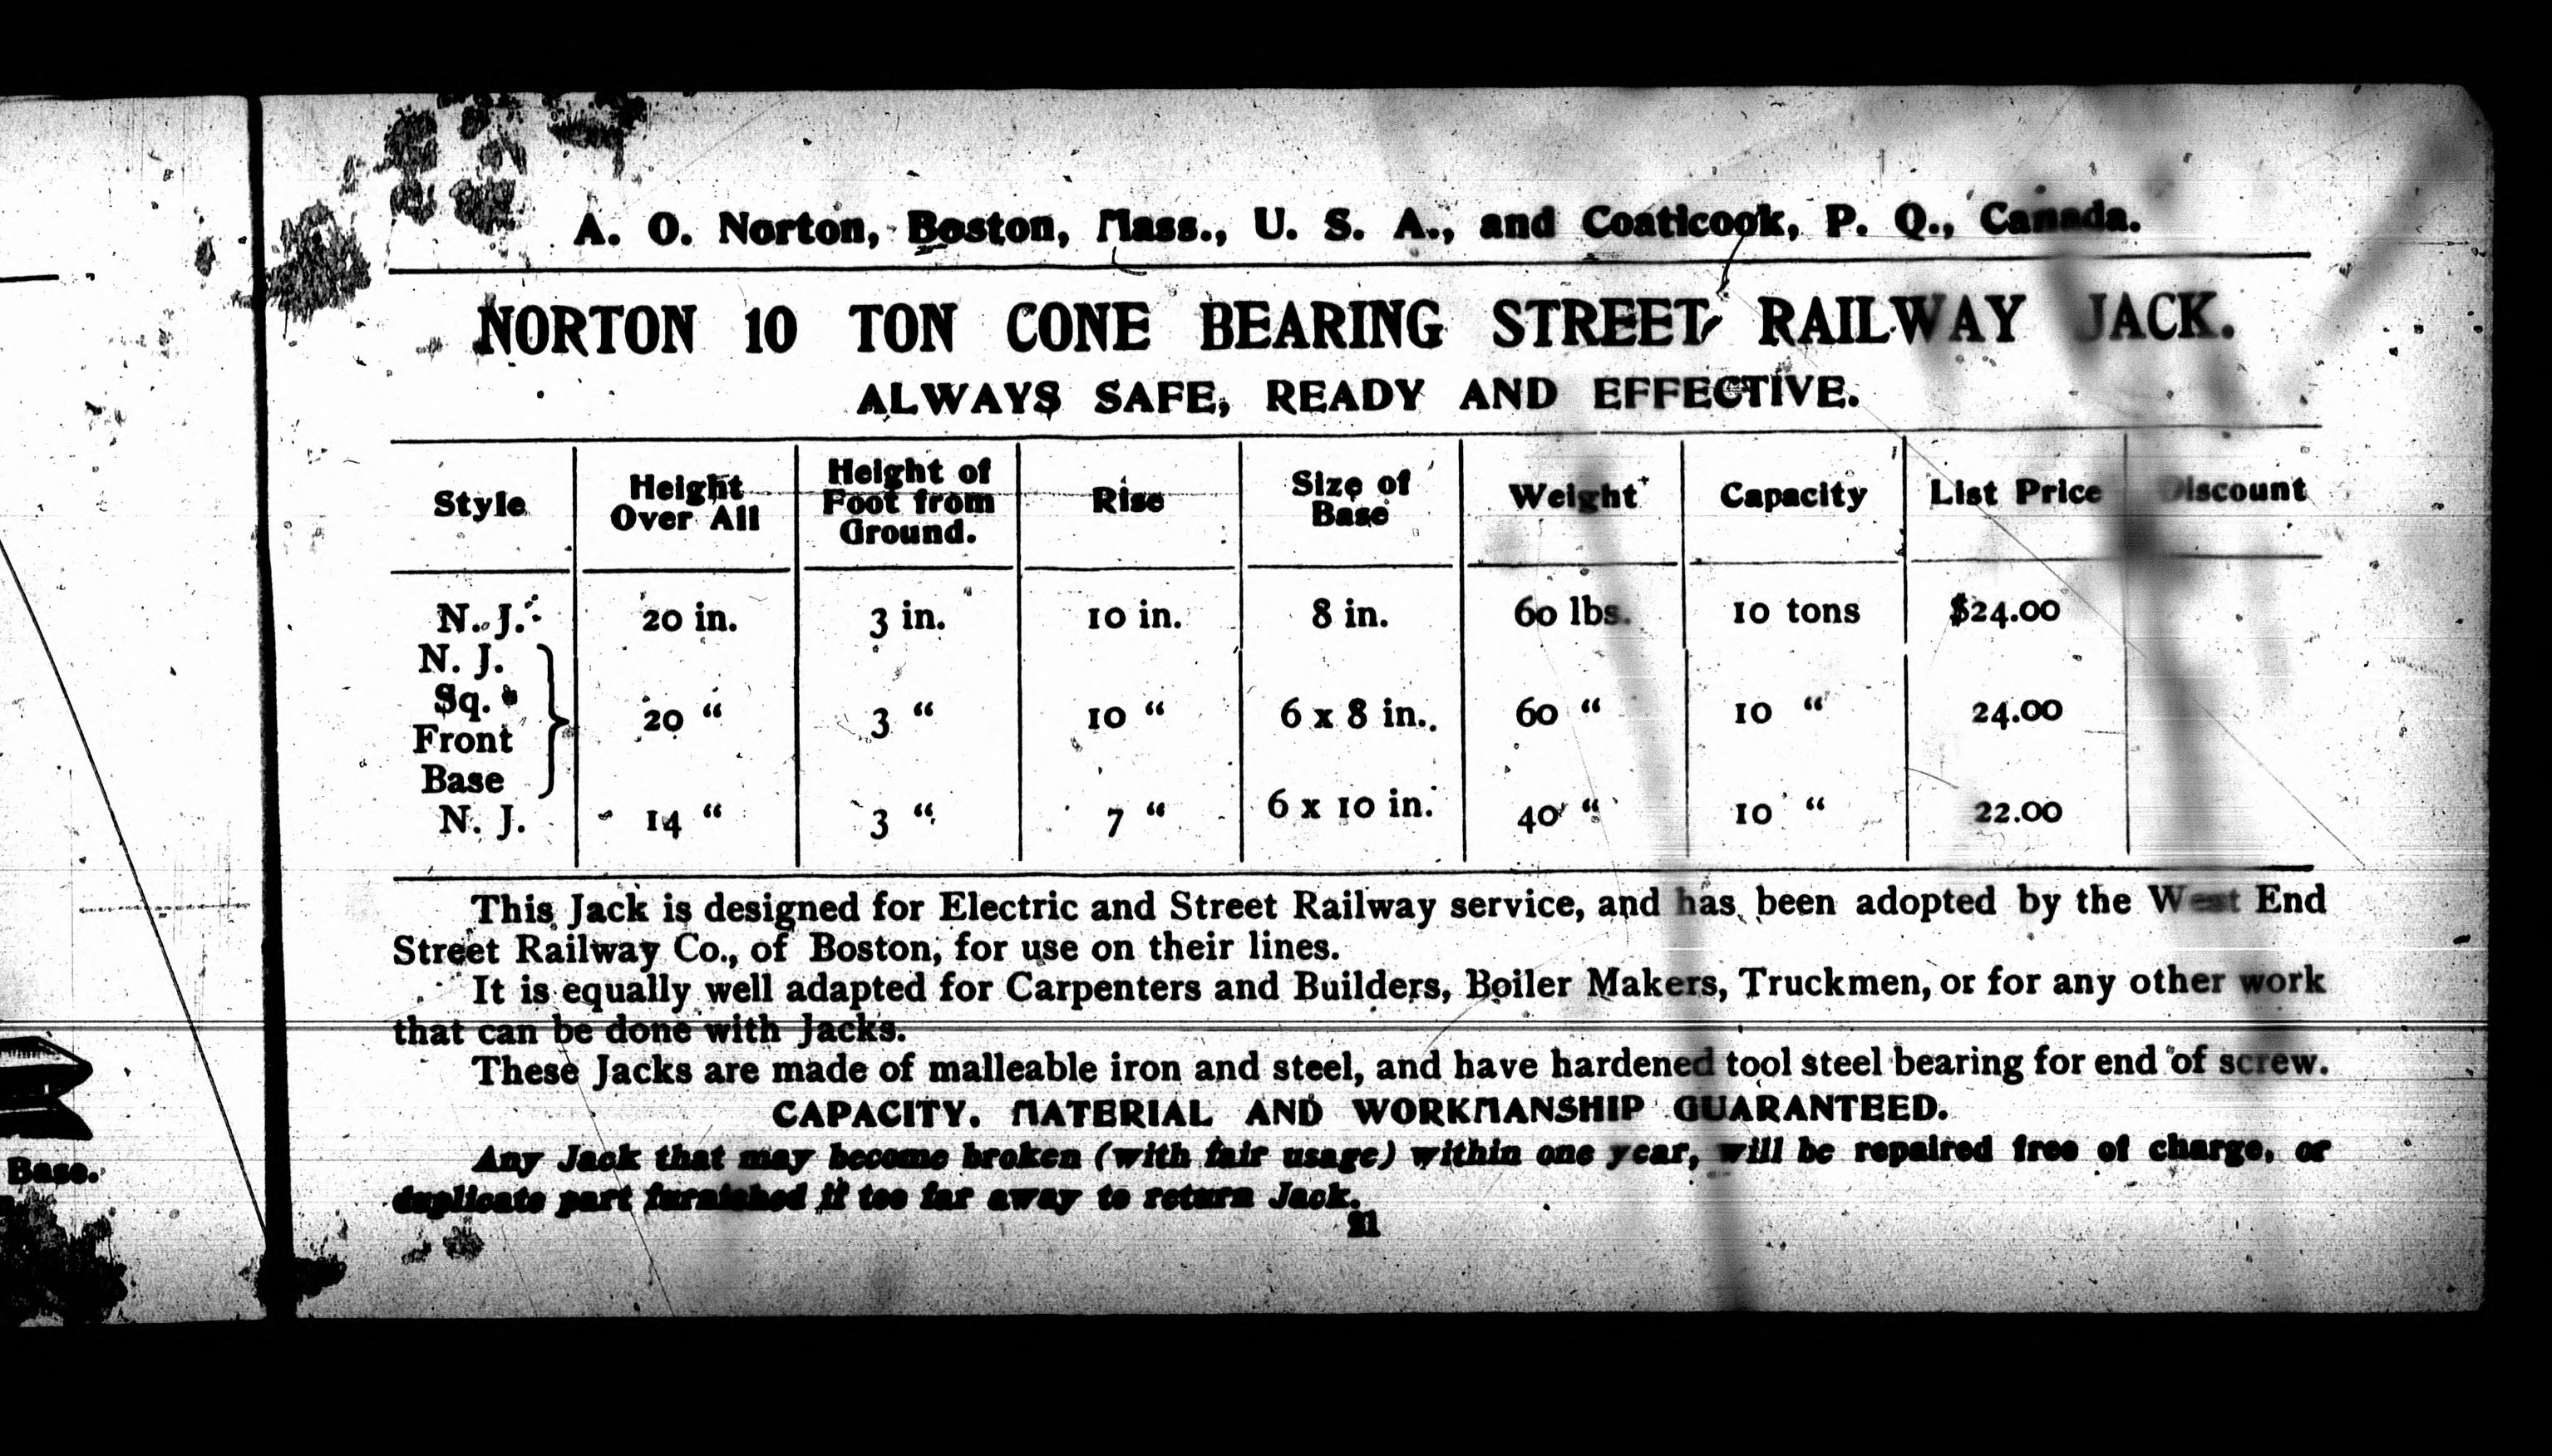 A. O. Norton, Boston, Mass., U. S. A., and Coaticook, P. Q., Canada.
NORTON 10 TON CONE BEARING STREET RAILWAY JACK.
ALWAYS SAFE, READY AND EFFECTIVE.
Style | Height Over All | Height of Foot from Ground. | Rise | Size of Base | Weight | Capacity | List Price | Discount
N. J. | 20 in. | 3 in. | 10 in. | 8 in. | 60 lbs. | 10 tons | $24.00
N. J. Sq. Front Base | 20 “ | 3 “ | 10 “ | 6 x 8 in. | 60 “ | 10 “ | 24.00
N. J. | 14 “ | 3 “ | 7 “ | 6 x 10 in. | 40 “ | 10 “ | 22.00
This Jack is designed for Electric and Street Railway service, and has been adopted by the West End
Street Railway Co., of Boston, for use on their lines.
It is equally well adapted for Carpenters and Builders, Boiler Makers, Truckmen, or for any other work
that can be done with Jacks.
These Jacks are made of malleable iron and steel, and have hardened tool steel bearing for end of screw.
CAPACITY. MATERIAL AND WORKMANSHIP GUARANTEED.
Any Jack that may become broken (with fair usage) within one year, will be repaired free of charge, or
duplicate part furnished if too far away to return Jack.
Base.